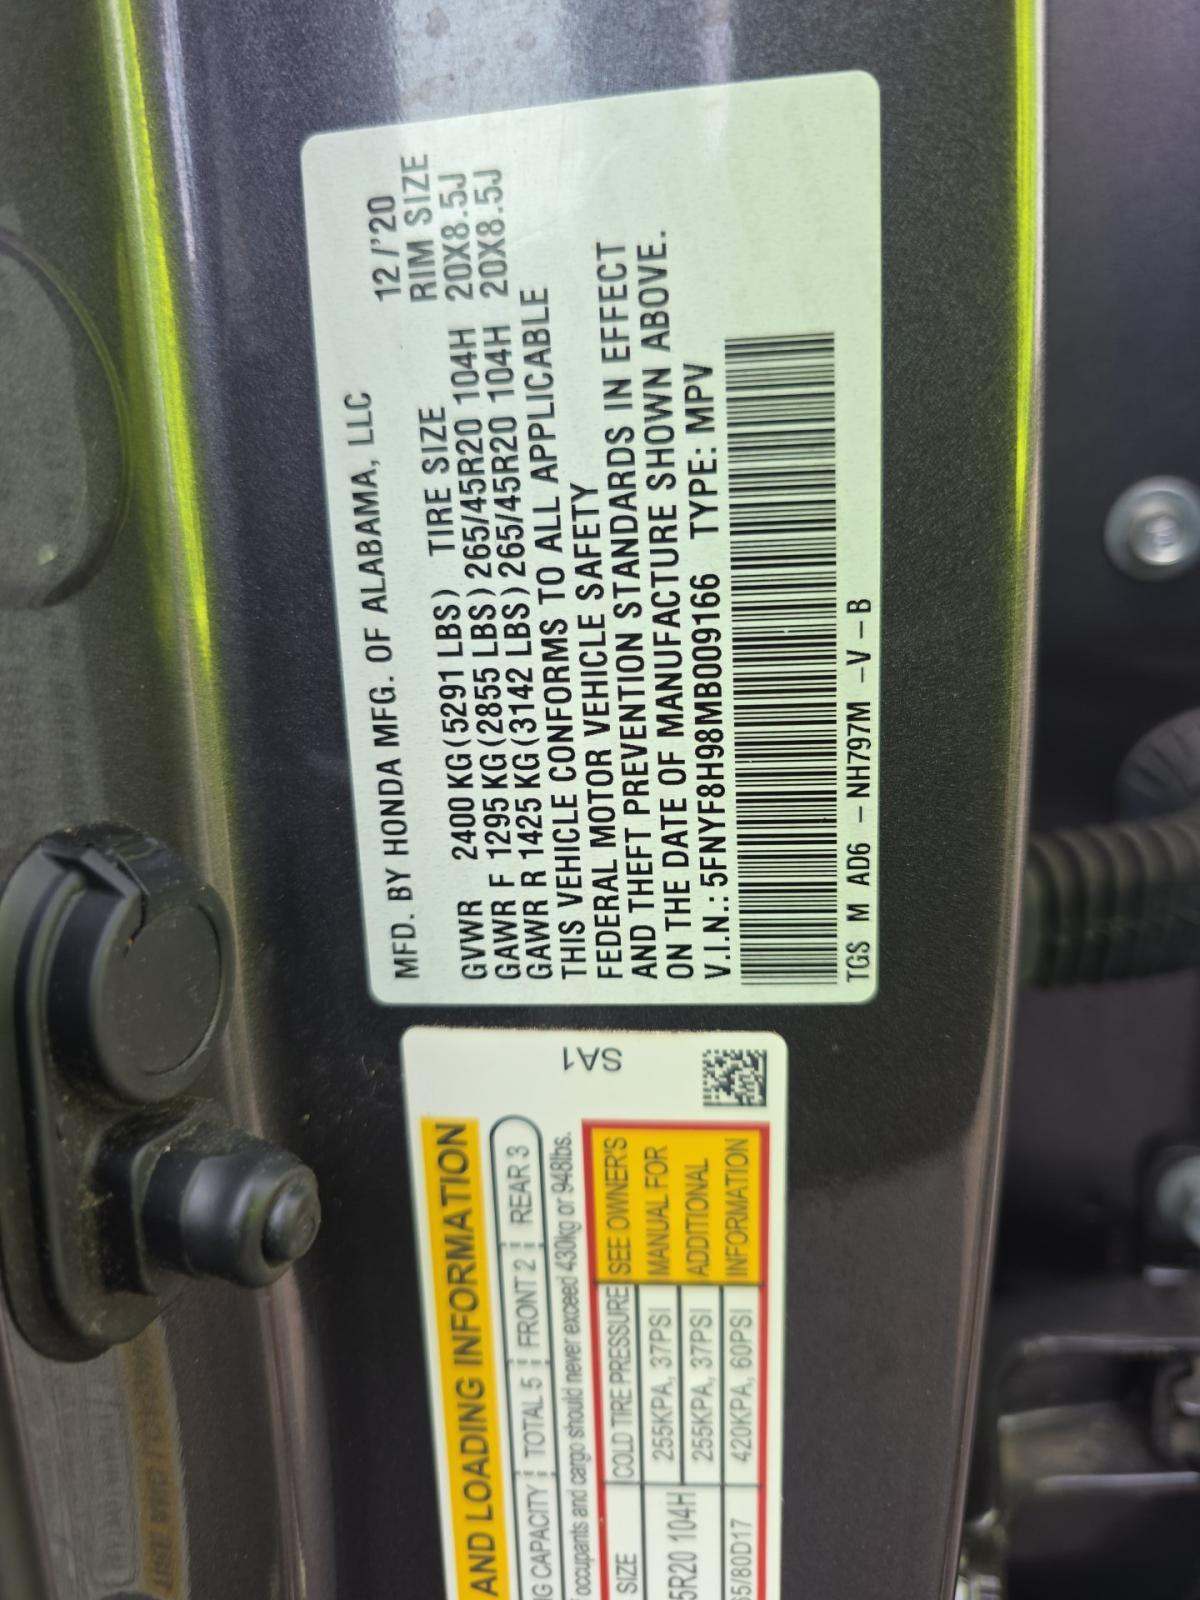 MFD. BY HONDA MFG. OF ALABAMA, LLC 12/'20
TIRE SIZE RIM SIZE
GVWR 2400 KG(5291 LBS)
GAWR F 1295 KG(2855 LBS)265/45R20 104H 20X8.5J
GAWR R 1425 KG(3142 LBS)265/45R20 104H 20X8.5J
THIS VEHICLE CONFORMS TO ALL APPLICABLE
FEDERAL MOTOR VEHICLE SAFETY
AND THEFT PREVENTION STANDARDS IN EFFECT
ON THE DATE OF MANUFACTURE SHOWN ABOVE.
V.I.N.: 5FNYF8H98MB009166 TYPE: MPV
TGS M AD6 - NH797M -V-B
AND LOADING INFORMATION
SA1
NG CAPACITY TOTAL 5 FRONT 2 REAR 3
occupants and cargo should never exceed 430kg or 948lbs.
SIZE COLD TIRE PRESSURE
5R20 104H 255KPA, 37PSI
255KPA, 37PSI
65/80D17 420KPA, 60PSI
SEE OWNER'S
MANUAL FOR
ADDITIONAL
INFORMATION